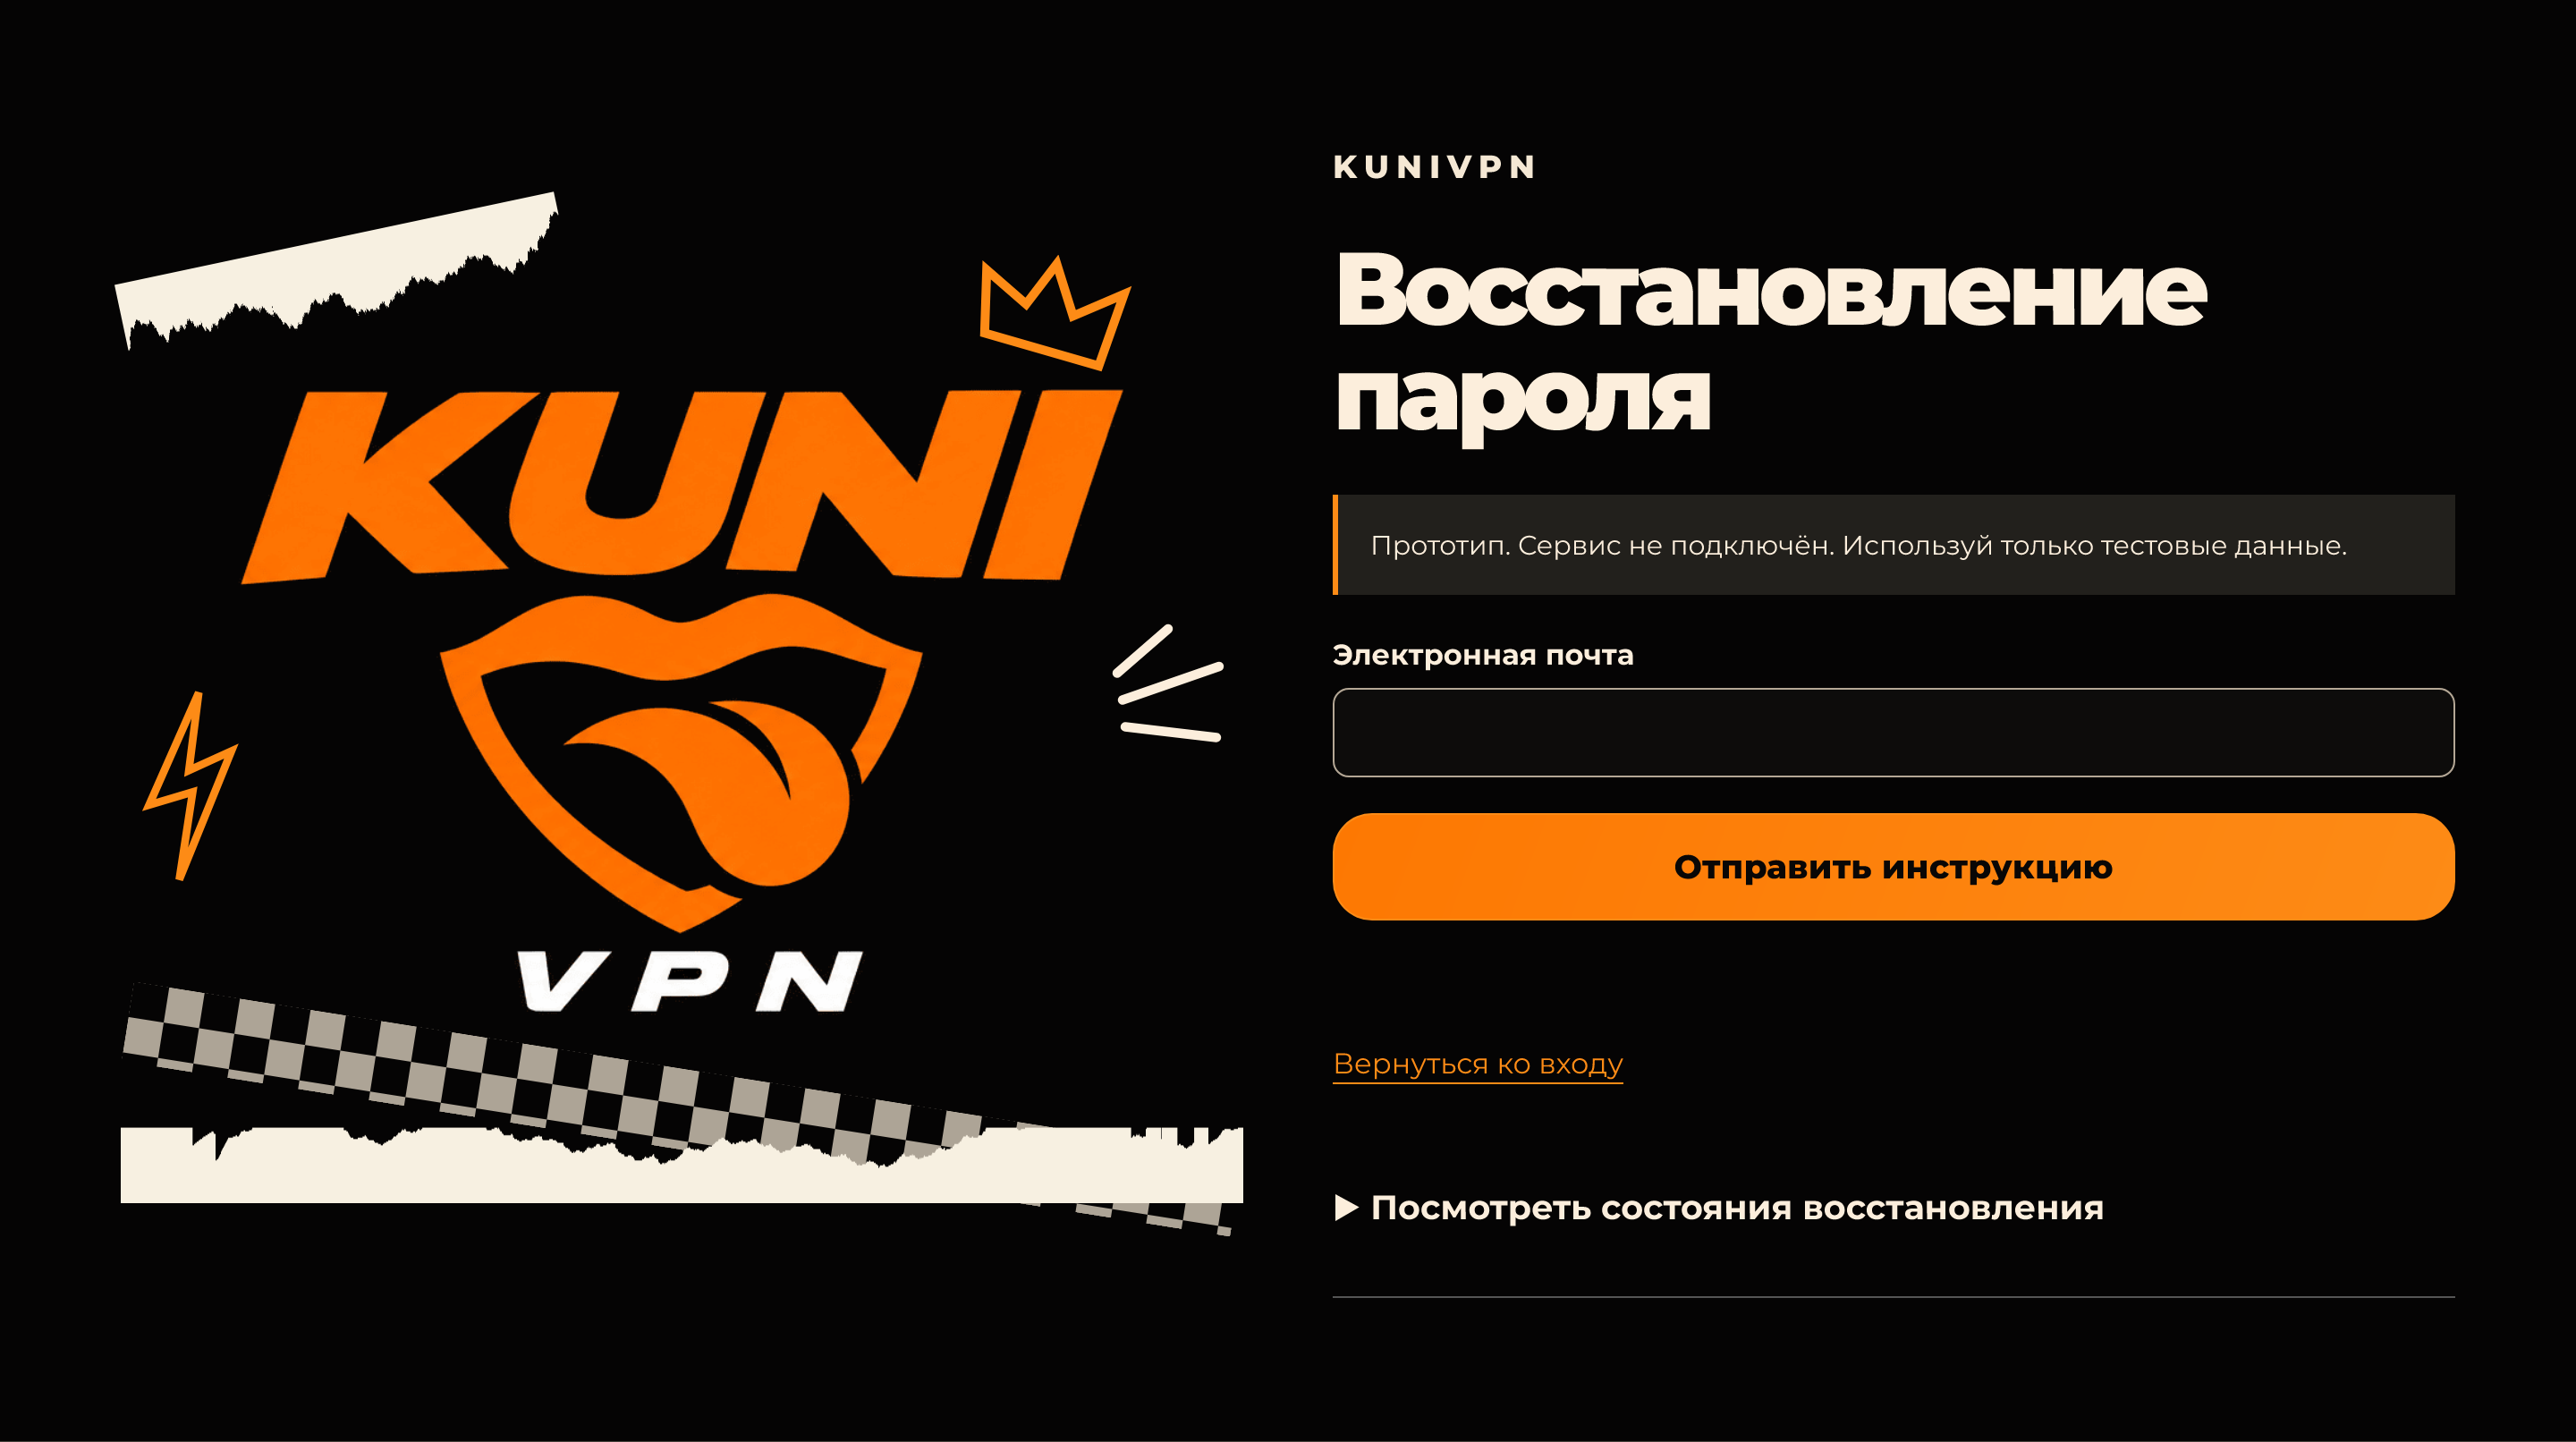 KUNI
VPN
KUNIVPN
Восстановление
пароля
Прототип. Сервис не подключён. Используй только тестовые данные.
Электронная почта
Отправить инструкцию
Вернуться ко входу
Посмотреть состояния восстановления